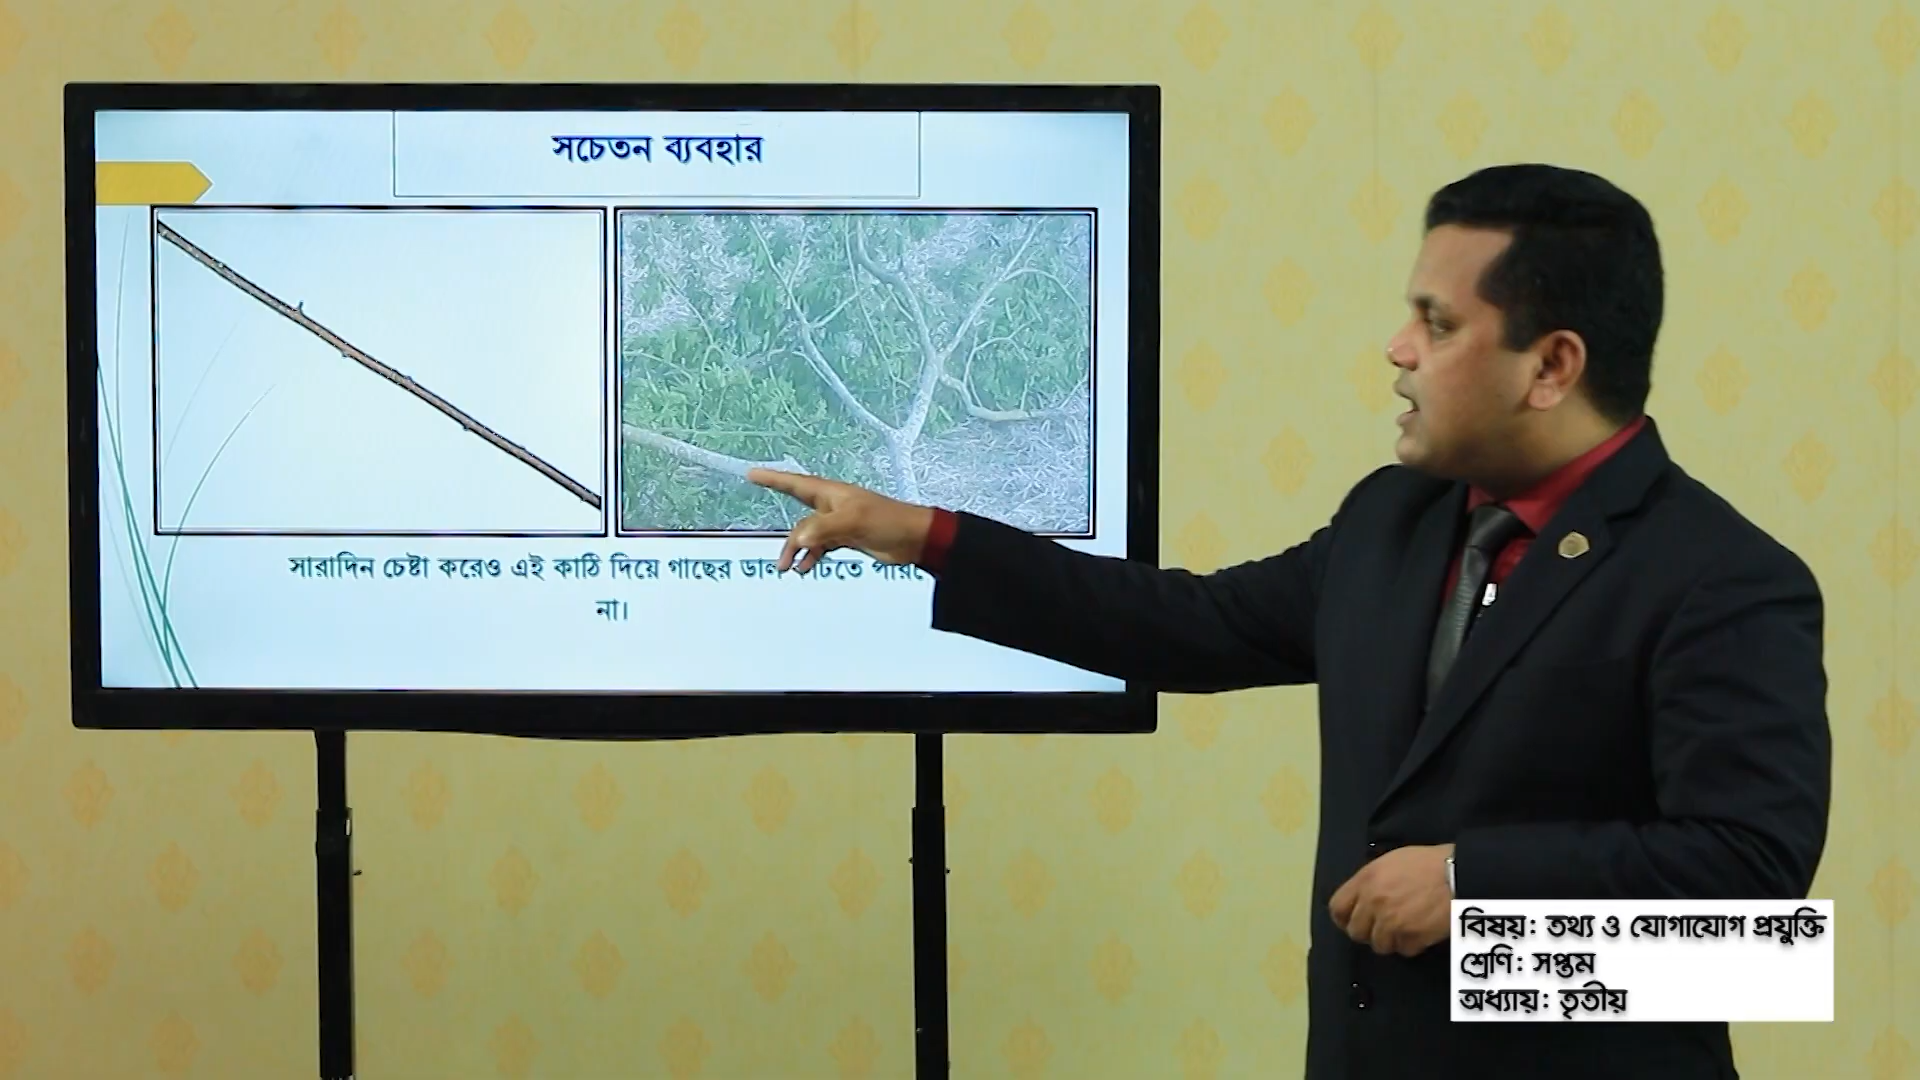 সচেতন ব্যবহার
সারাদিন চেষ্টা করেও এই কাঠি দিয়ে গাছের ডাল
না।
বিষয়: তথ্য ও যোগাযোগ প্রযুক্তি
শ্রেণি: সপ্তম
অধ্যায়: তৃতীয়